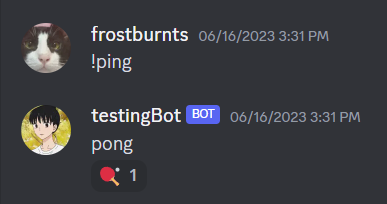 frostburnts 06/16/2023 3:31 PM
!ping
testingBot BOT 06/16/2023 3:31 PM
pong
1